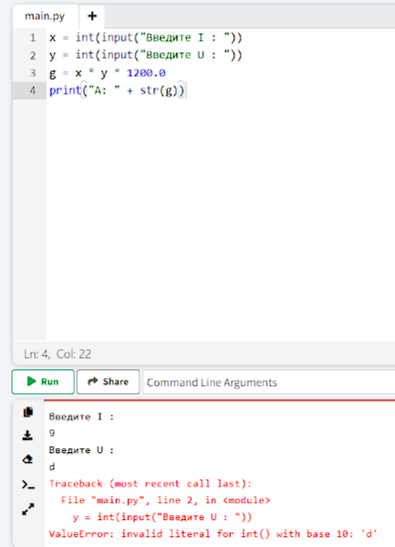 main.py +
1 x = int(input("Введите I : "))
2 y = int(input("Введите U : "))
3 g = x * y * 1200.0
4 print("A: " + str(g))
Ln: 4, Col: 22
Run Share Command Line Arguments
Введите I :
9
Введите U :
d
Traceback (most recent call last):
  File "main.py", line 2, in <module>
    y = int(input("Введите U : "))
ValueError: invalid literal for int() with base 10: 'd'